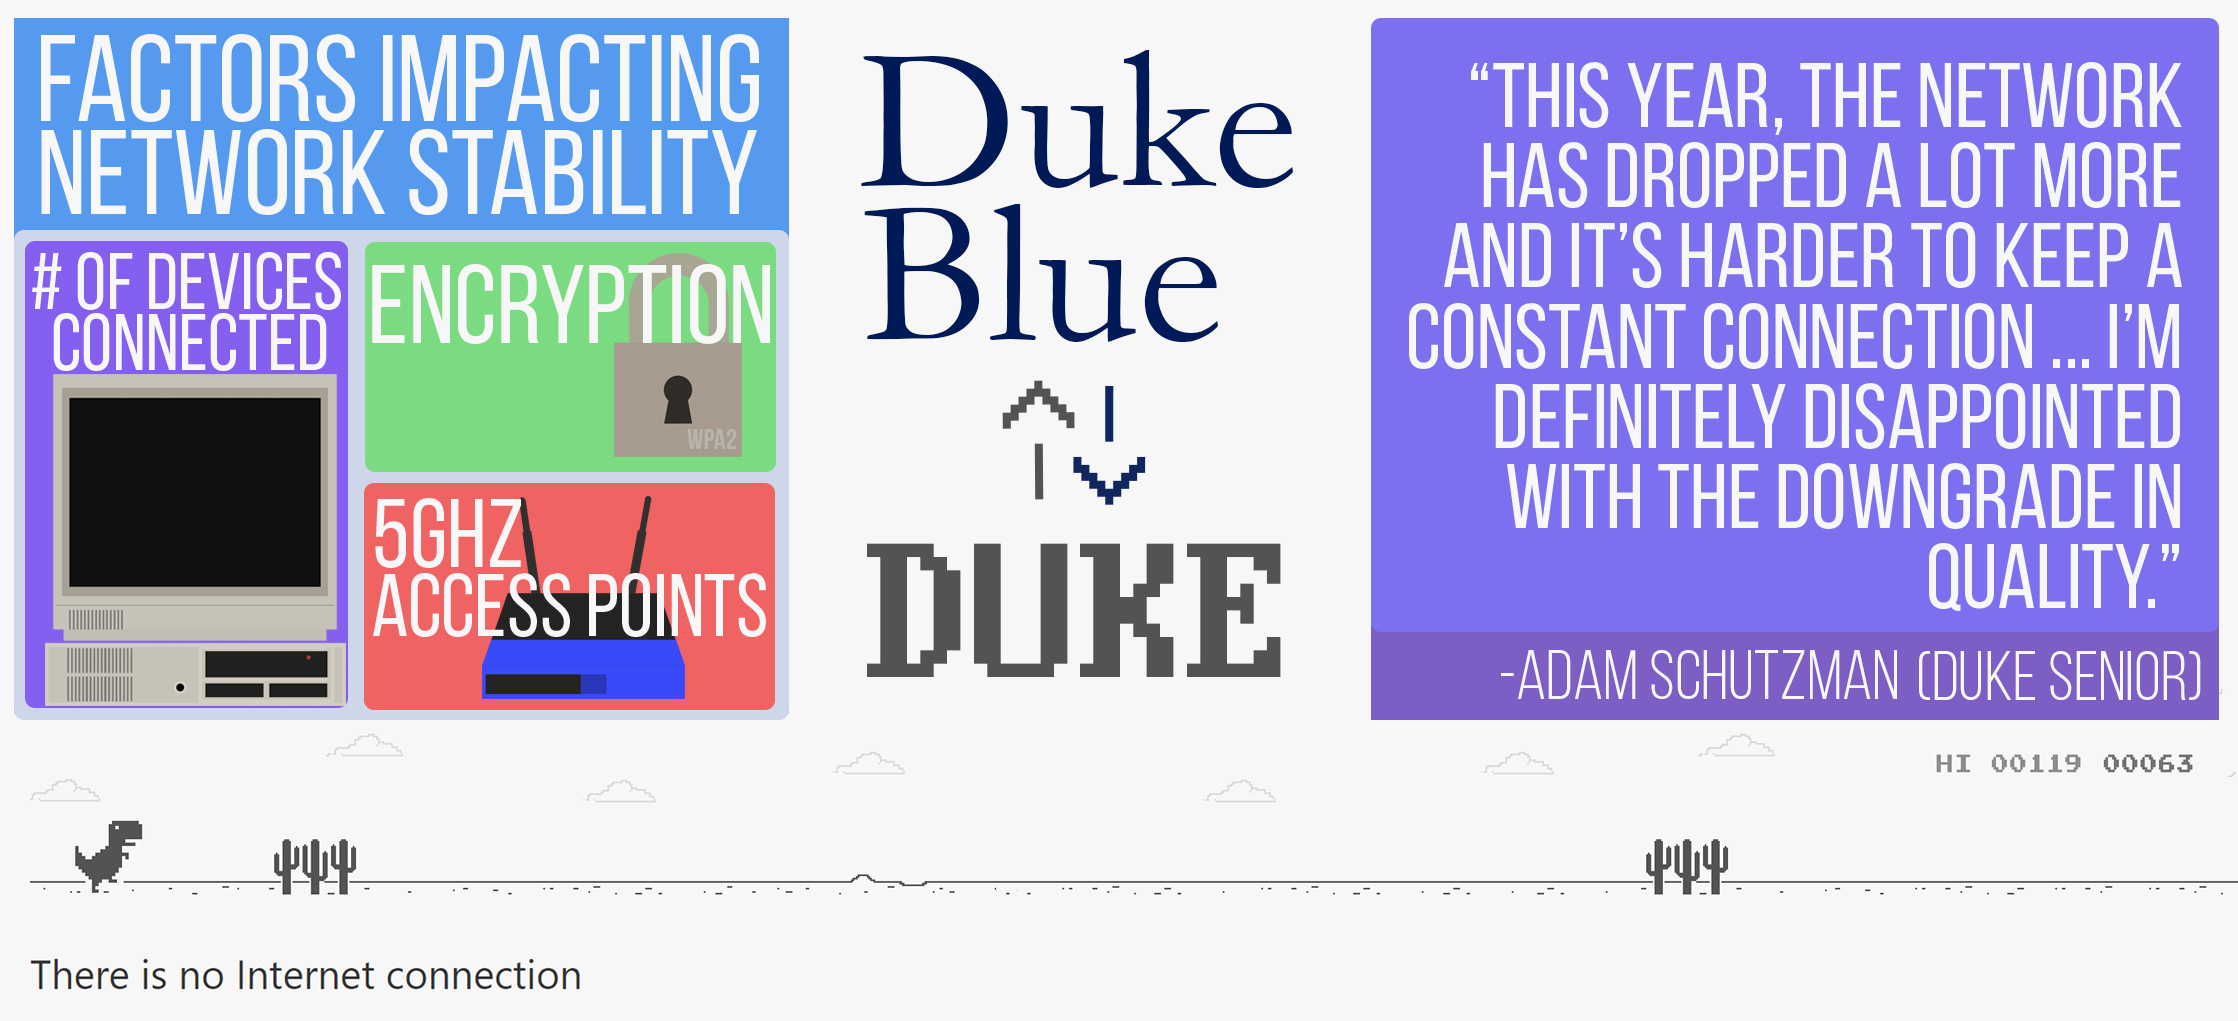 FACTORS IMPACTING
NETWORK STABILITY
# OF DEVICES
CONNECTED
ENCRYPTION
WPA2
5GHZ
ACCESS POINTS
Duke
Blue
DUKE
“THIS YEAR, THE NETWORK
HAS DROPPED A LOT MORE
AND IT’S HARDER TO KEEP A
CONSTANT CONNECTION ... I’M
DEFINITELY DISAPPOINTED
WITH THE DOWNGRADE IN
QUALITY.”
-ADAM SCHUTZMAN (DUKE SENIOR)
HI 00119 00063
There is no Internet connection